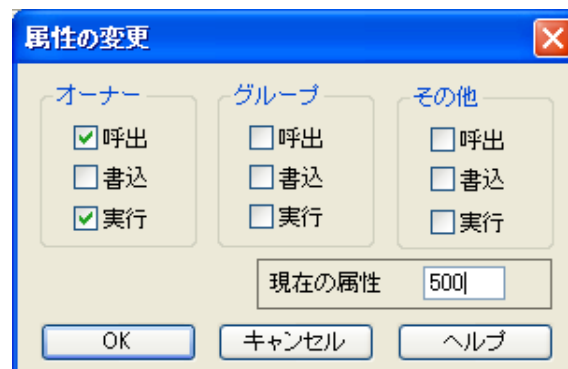 属性の変更
オーナー グループ その他
呼出 呼出 呼出
書込 書込 書込
実行 実行 実行
現在の属性 500
OK キャンセル ヘルプ